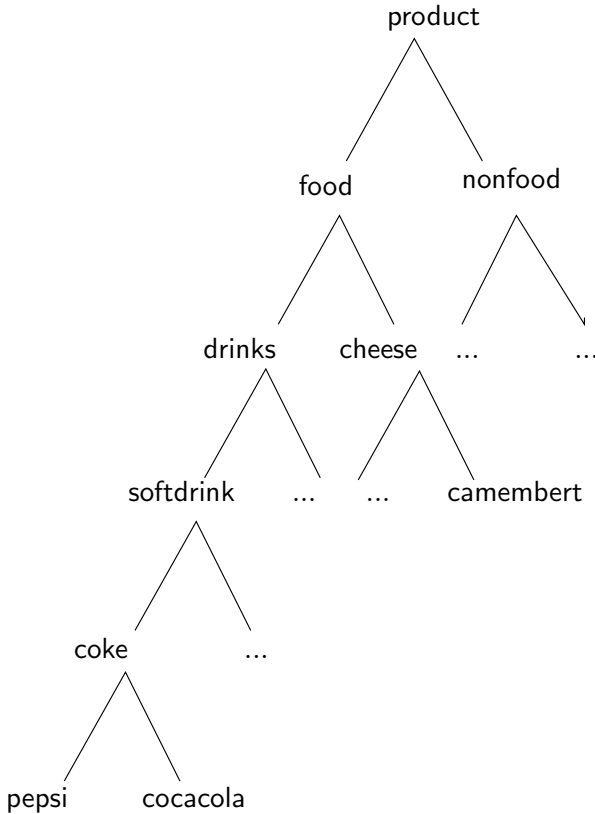 product
food nonfood
drinks cheese ... ...
softdrink ... ... camembert
coke ...
pepsi cocacola